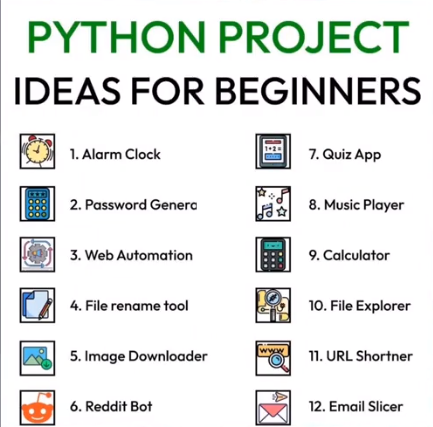 PYTHON PROJECT
IDEAS FOR BEGINNERS
1. Alarm Clock
2. Password Genera
3. Web Automation
4. File rename tool
5. Image Downloader
6. Reddit Bot
7. Quiz App
8. Music Player
9. Calculator
10. File Explorer
11. URL Shortner
12. Email Slicer